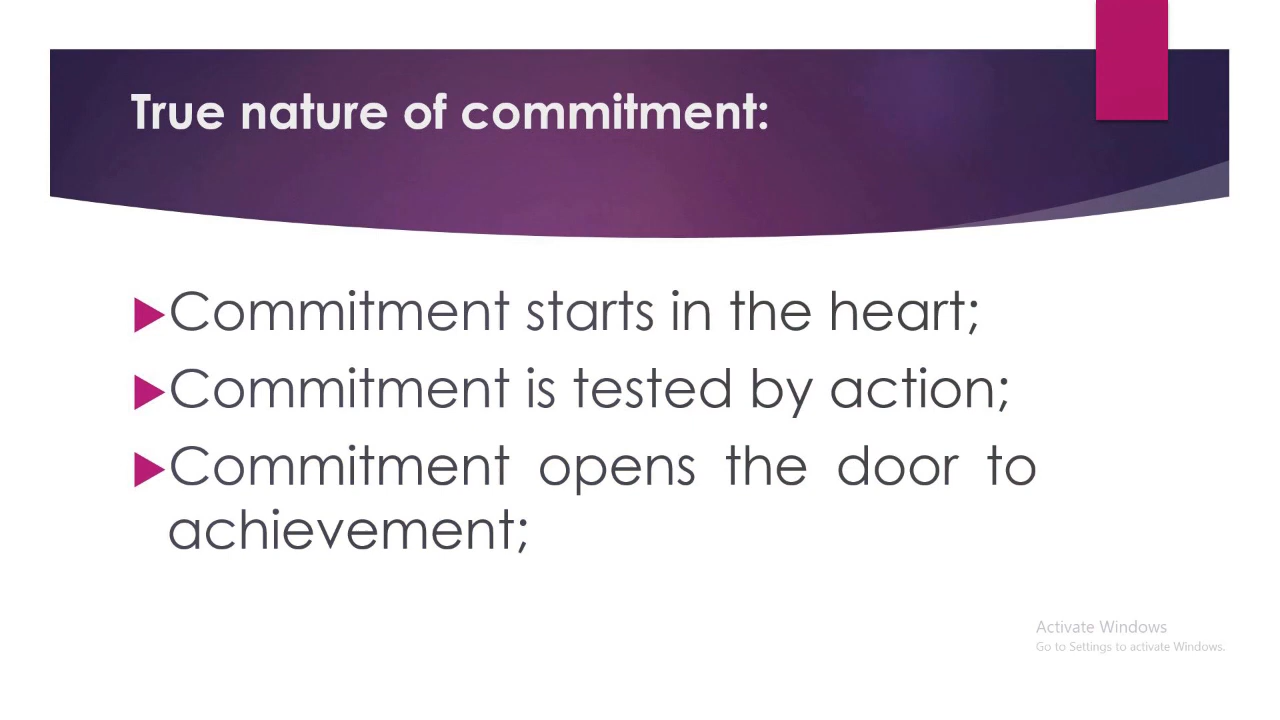 True nature of commitment:
Commitment starts in the heart;
Commitment is tested by action;
Commitment opens the door to
achievement;
Activate Windows
Go to Settings to activate Windows.